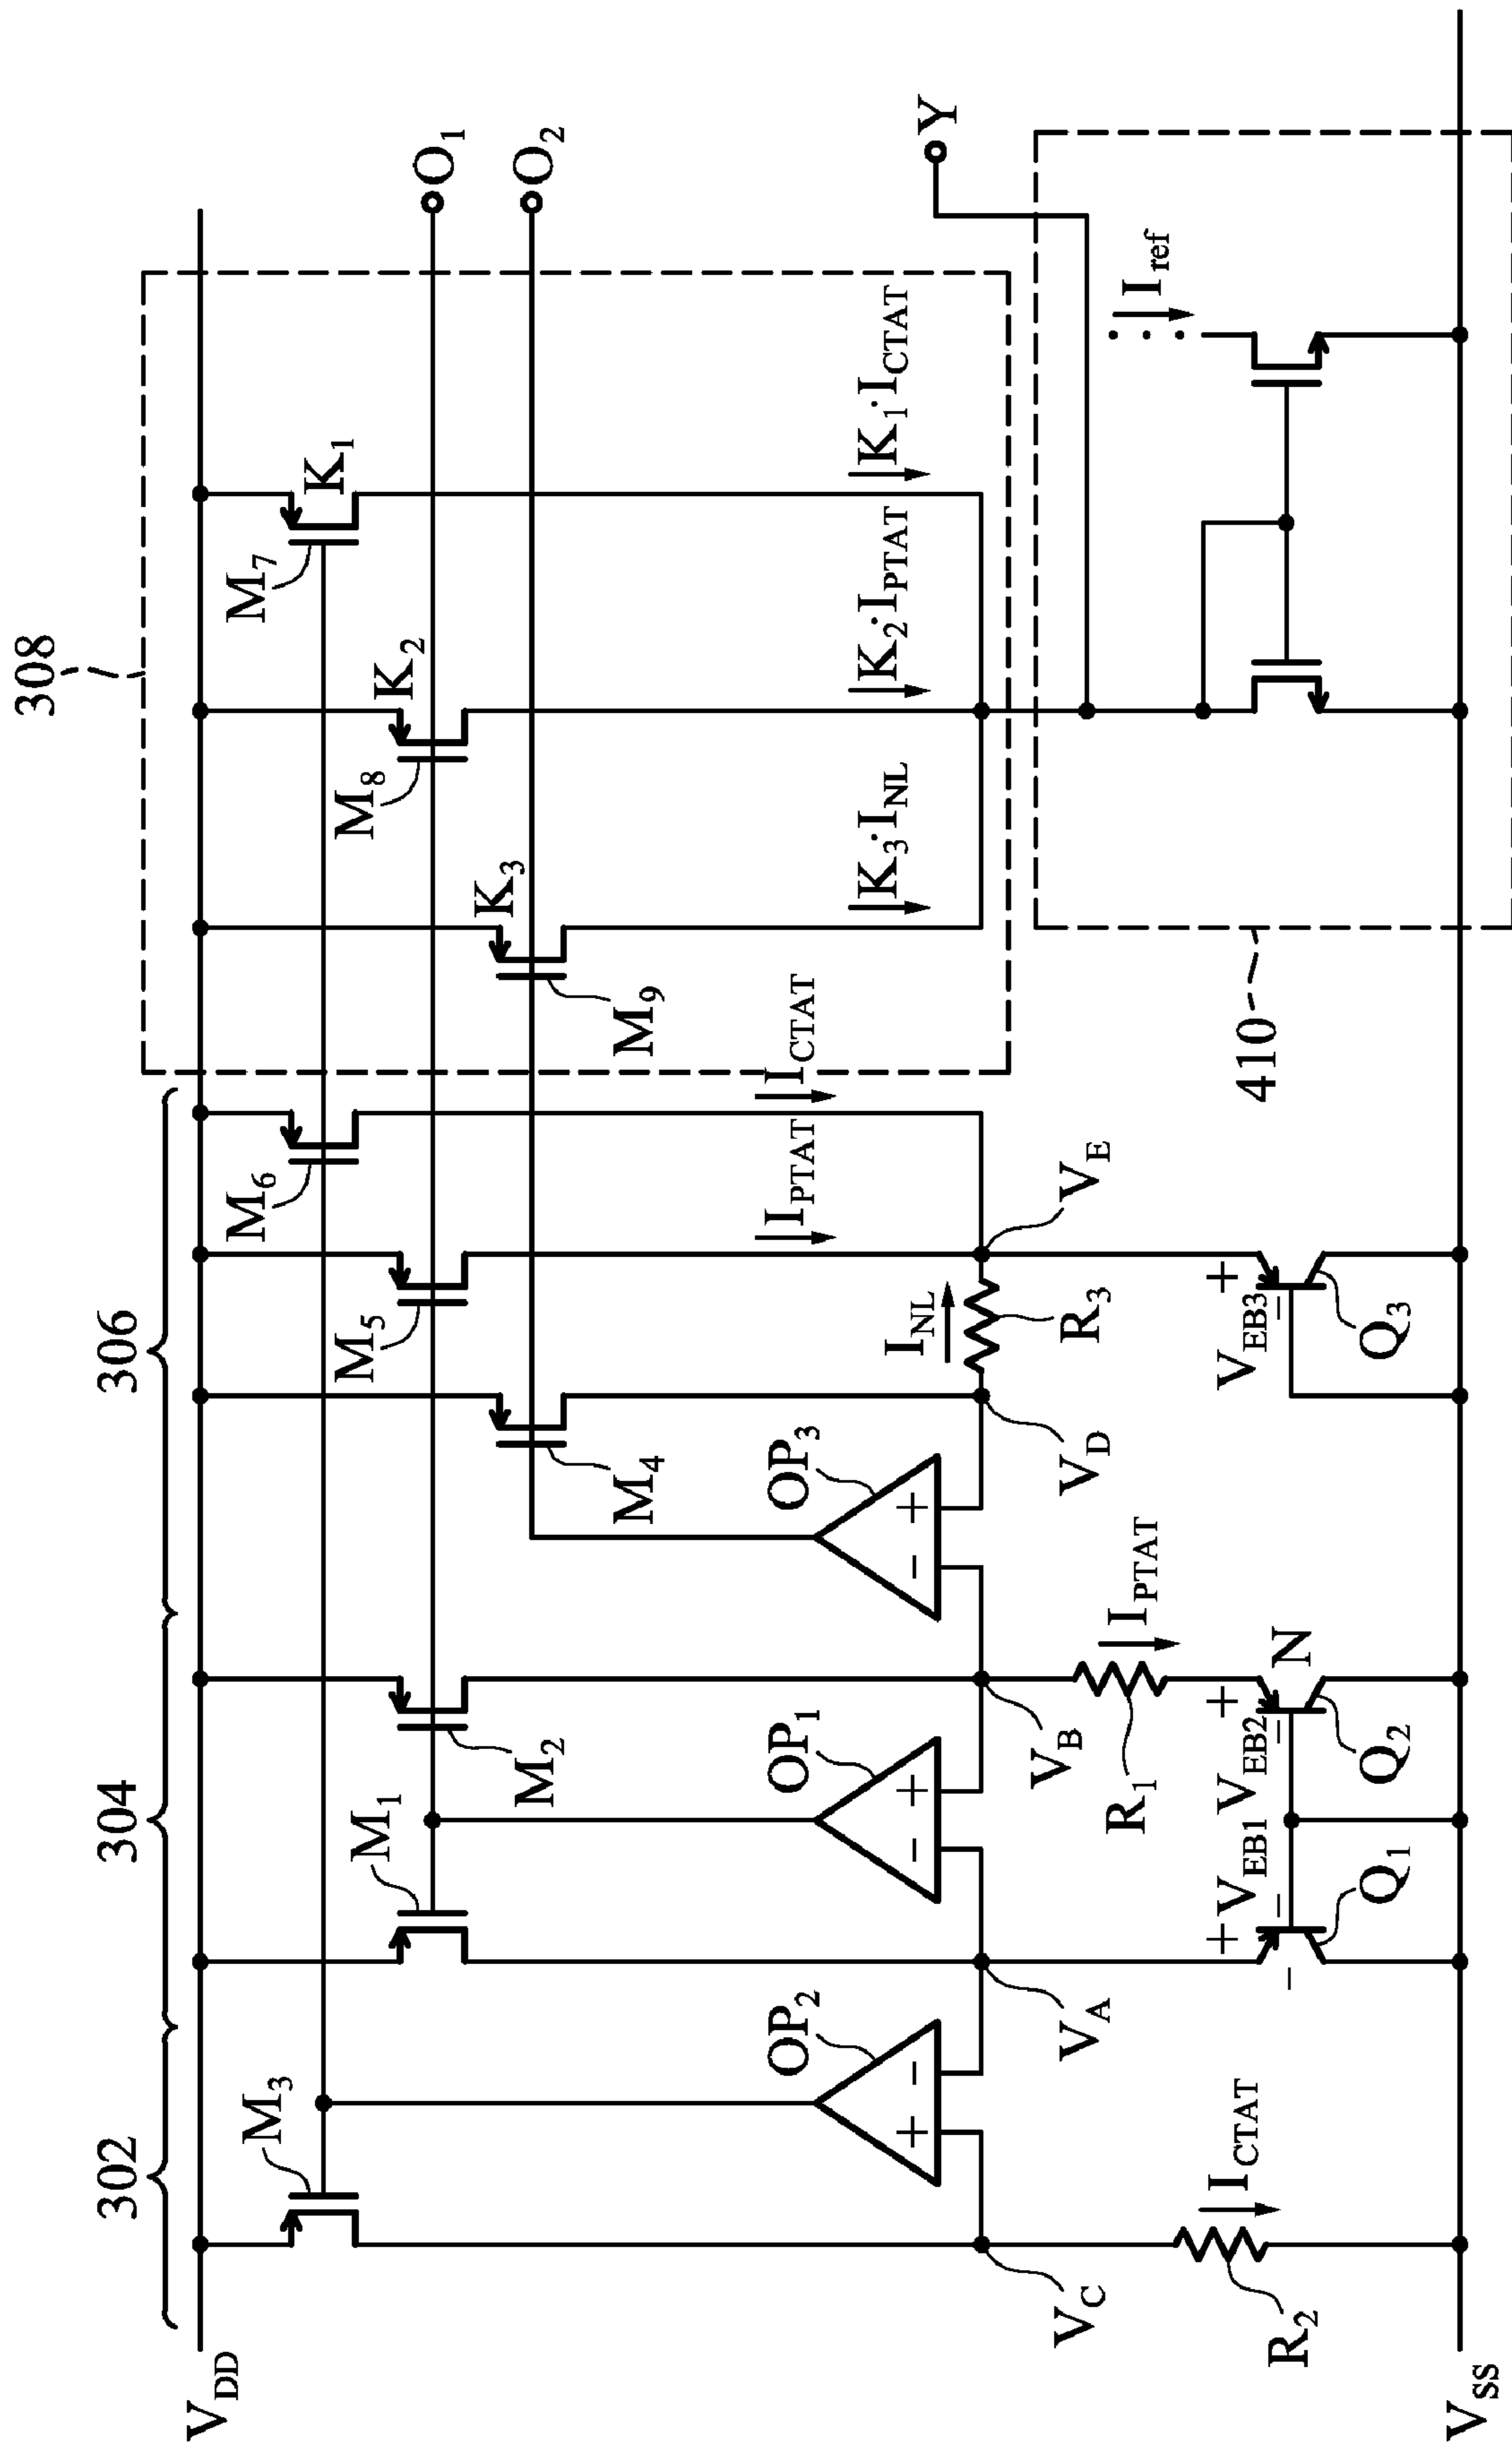 302
304
306
308
V_DD
M_3
M_6
M_7
K_1
M_1
M_2
M_5
M_8
K_2
O_1
M_4
M_9
K_3
O_2
OP_2
OP_1
OP_3
I_PTAT
I_CTAT
K_3·I_NL
K_2·I_PTAT
K_1·I_CTAT
+ −
− +
− +
I_NL
Y
V_C
V_A
V_B
V_D
R_3
V_E
R_1
I_PTAT
I_ref
R_2
I_CTAT
+ V_EB1 −
−
V_EB2 + −
N
V_EB3 + −
410
Q_1
Q_2
Q_3
V_SS